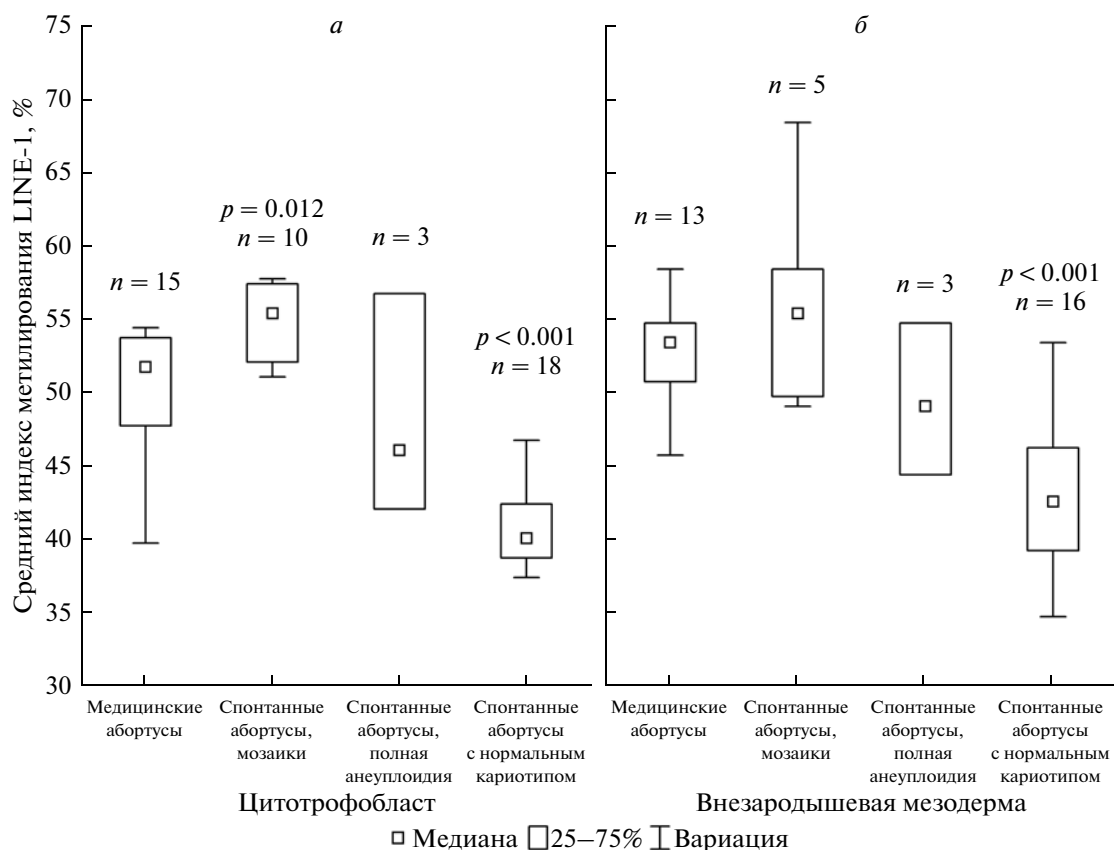 Средний индекс метилирования LINE-1, %
75
70
65
60
55
50
45
40
35
30
а
n = 15
p = 0.012
n = 10
n = 3
p < 0.001
n = 18
Медицинские
абортусы
Спонтанные
абортусы,
мозаики
Спонтанные
абортусы,
полная
анеуплоидия
Спонтанные
абортусы
с нормальным
кариотипом
Цитотрофобласт
б
n = 13
n = 5
n = 3
p < 0.001
n = 16
Медицинские
абортусы
Спонтанные
абортусы,
мозаики
Спонтанные
абортусы,
полная
анеуплоидия
Спонтанные
абортусы
с нормальным
кариотипом
Внезародышевая мезодерма
Медиана 25–75% Вариация